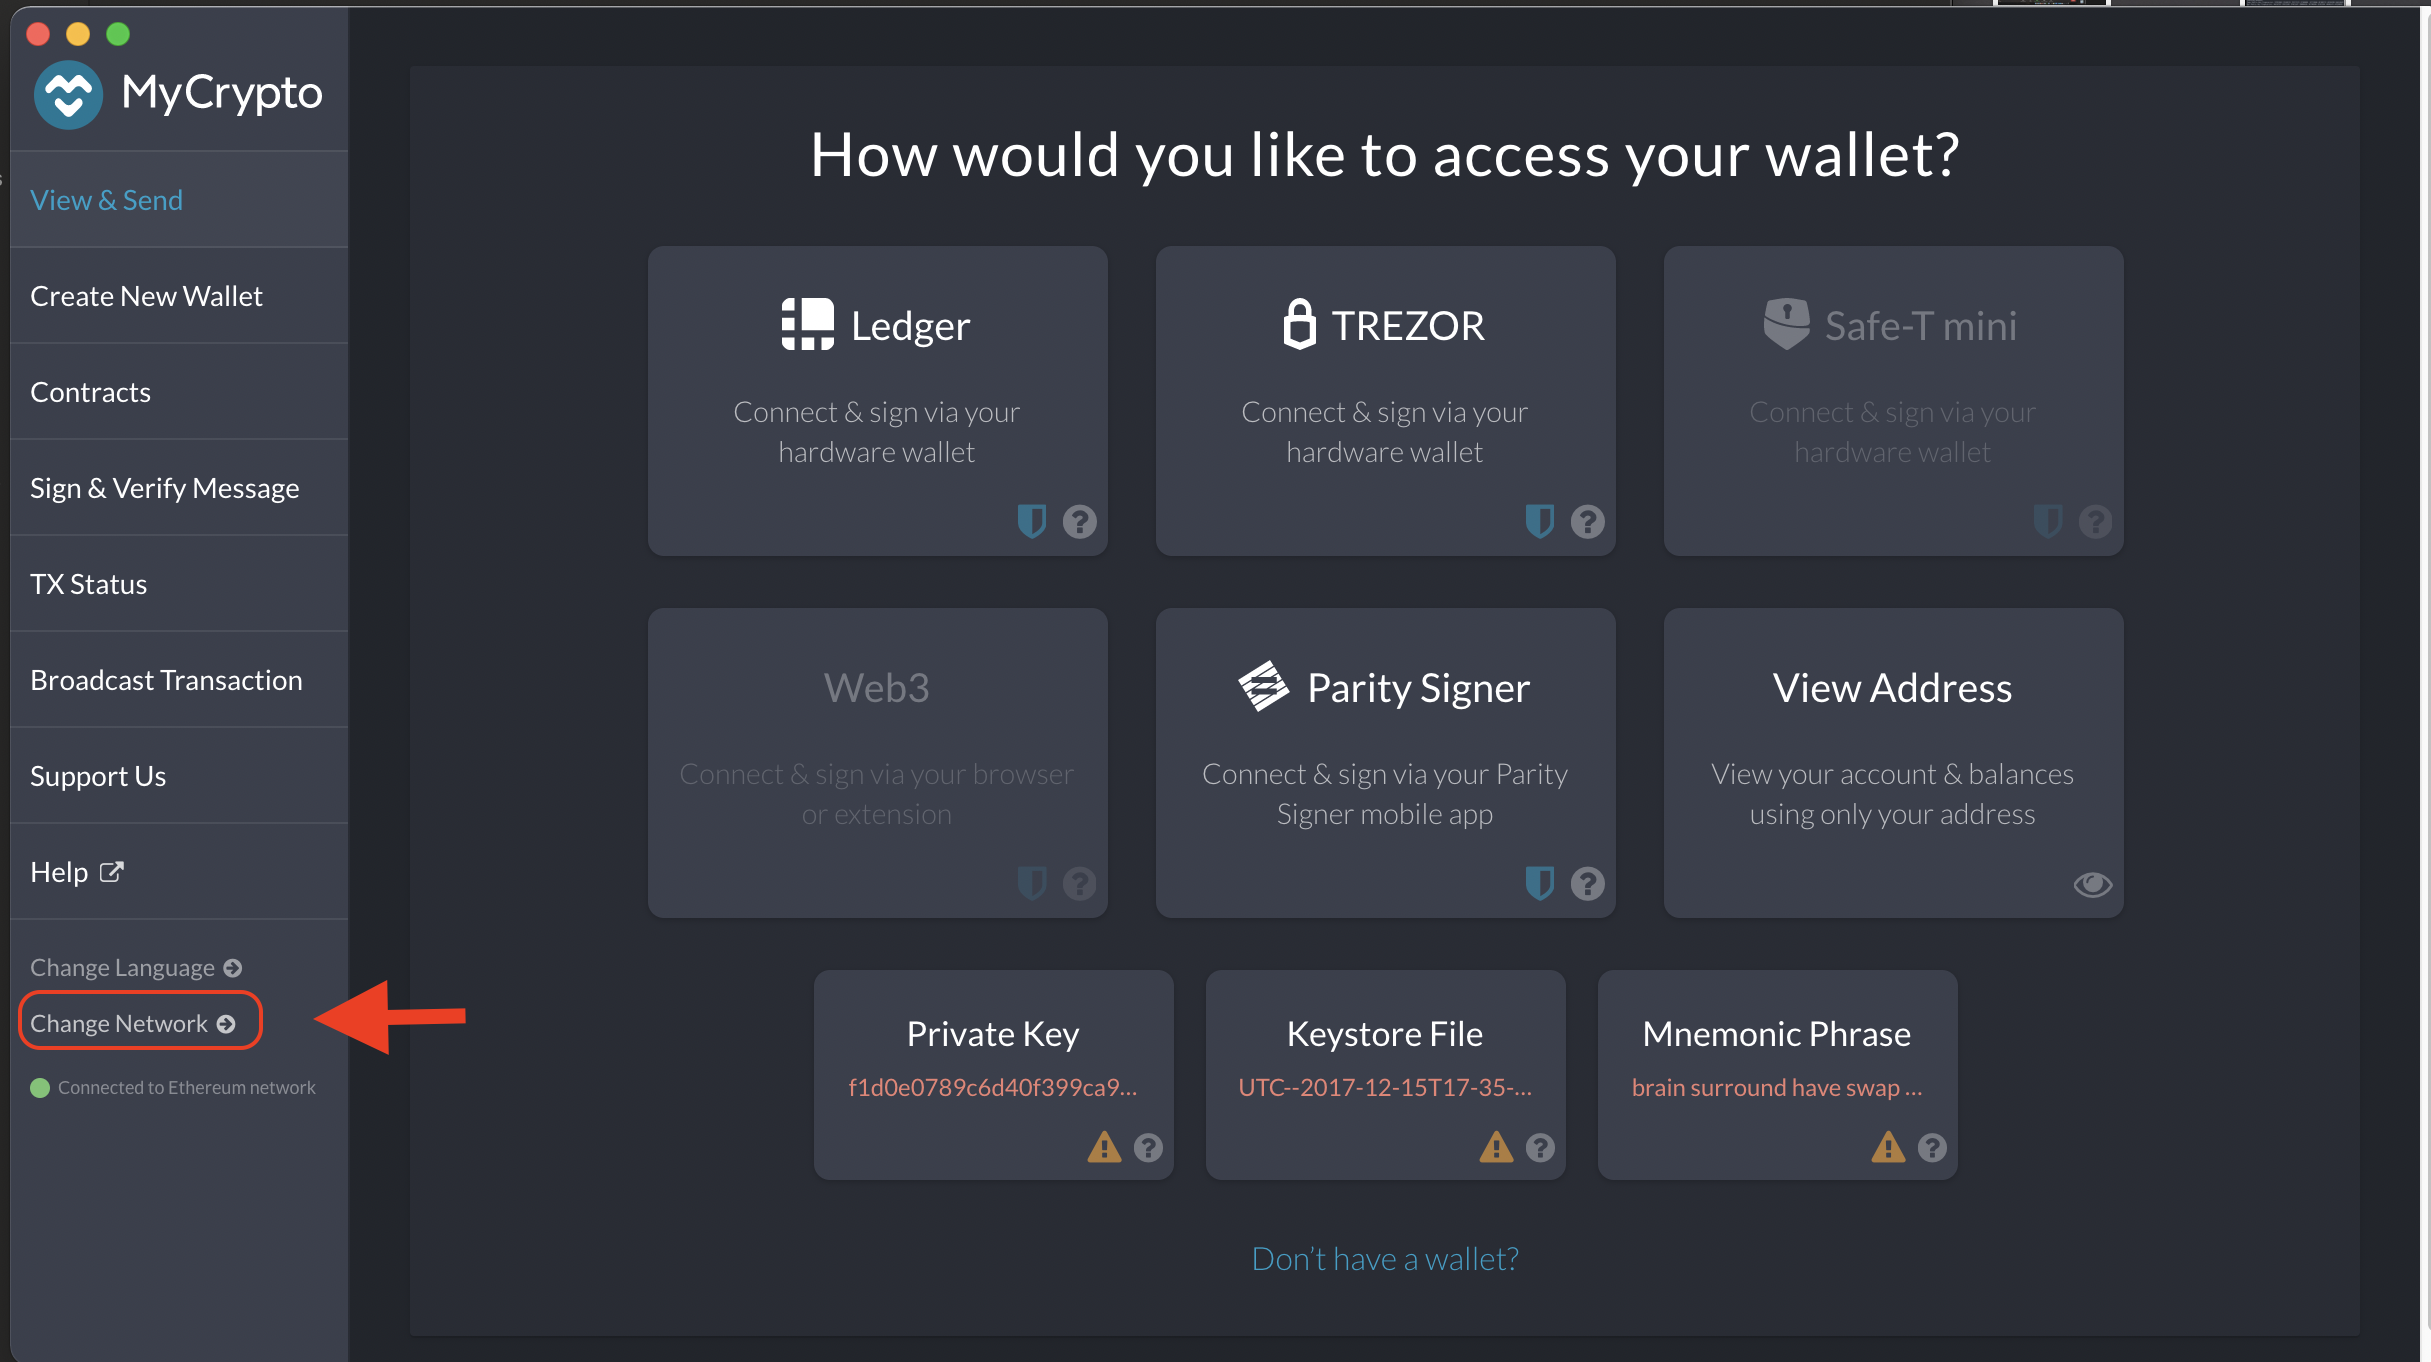 MyCrypto
View & Send
Create New Wallet
Contracts
Sign & Verify Message
TX Status
Broadcast Transaction
Support Us
Help
Change Language
Change Network
Connected to Ethereum network
How would you like to access your wallet?
Ledger
Connect & sign via your
hardware wallet
TREZOR
Connect & sign via your
hardware wallet
Safe-T mini
Connect & sign via your
hardware wallet
Web3
Connect & sign via your browser
or extension
Parity Signer
Connect & sign via your Parity
Signer mobile app
View Address
View your account & balances
using only your address
Private Key
f1d0e0789c6d40f399ca9...
Keystore File
UTC--2017-12-15T17-35-...
Mnemonic Phrase
brain surround have swap ...
Don't have a wallet?